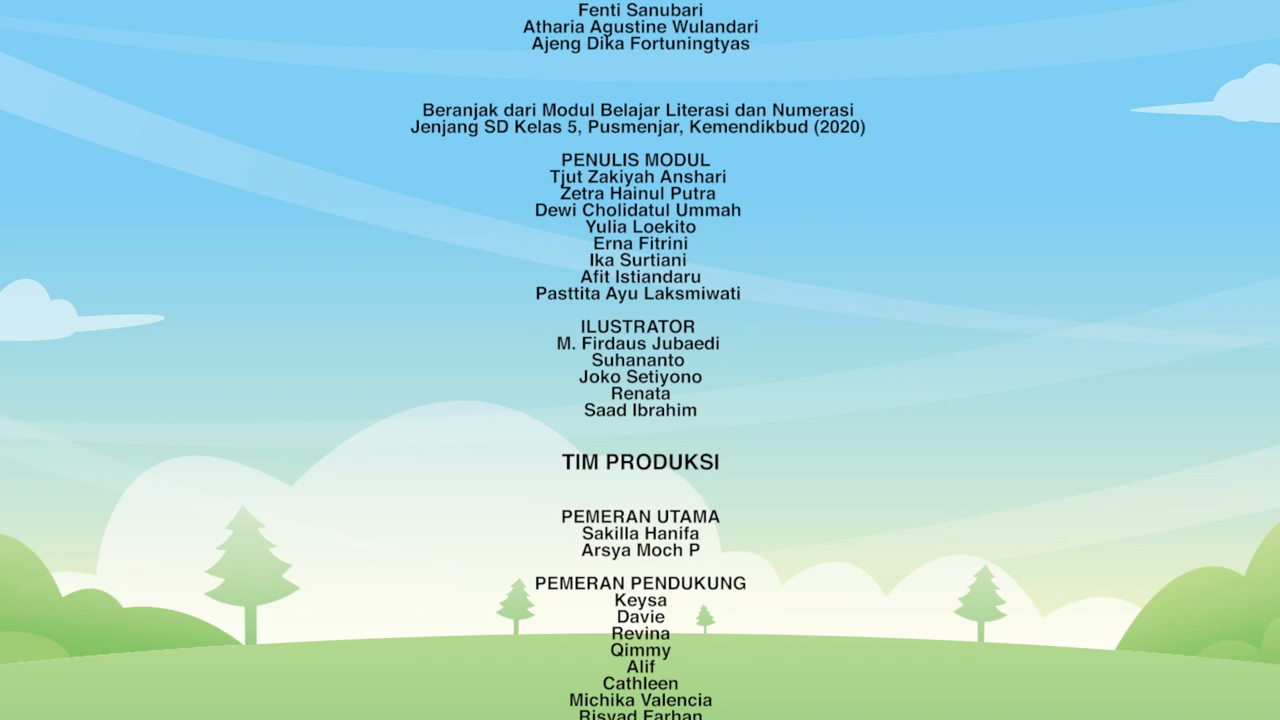 Fenti Sanubari
Atharia Agustine Wulandari
Ajeng Dika Fortuningtyas
Beranjak dari Modul Belajar Literasi dan Numerasi
Jenjang SD Kelas 5, Pusmenjar, Kemendikbud (2020)
PENULIS MODUL
Tjut Zakiyah Anshari
Zetra Hainul Putra
Dewi Cholidatul Ummah
Yulia Loekito
Erna Fitrini
Ika Surtiani
Afit Istiandaru
Pasttita Ayu Laksmiwati
ILUSTRATOR
M. Firdaus Jubaedi
Suhananto
Joko Setiyono
Renata
Saad Ibrahim
TIM PRODUKSI
PEMERAN UTAMA
Sakilla Hanifa
Arsya Moch P
PEMERAN PENDUKUNG
Keysa
Davie
Revina
Qimmy
Alif
Cathleen
Michika Valencia
Risyad Farhan